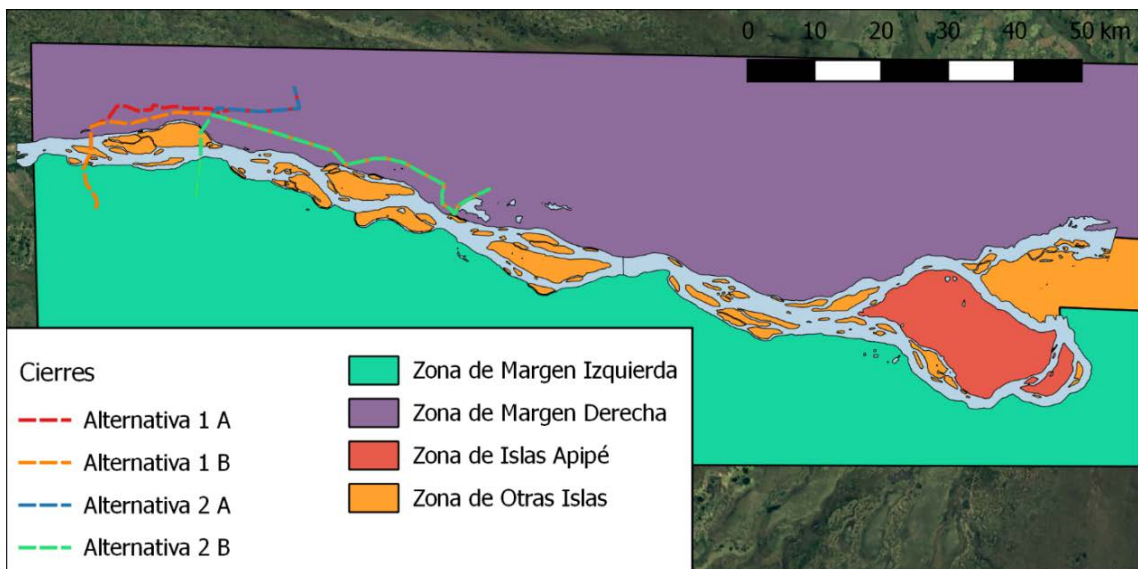 0 10 20 30 40 50 km
Cierres
Alternativa 1 A
Alternativa 1 B
Alternativa 2 A
Alternativa 2 B
Zona de Margen Izquierda
Zona de Margen Derecha
Zona de Islas Apipé
Zona de Otras Islas